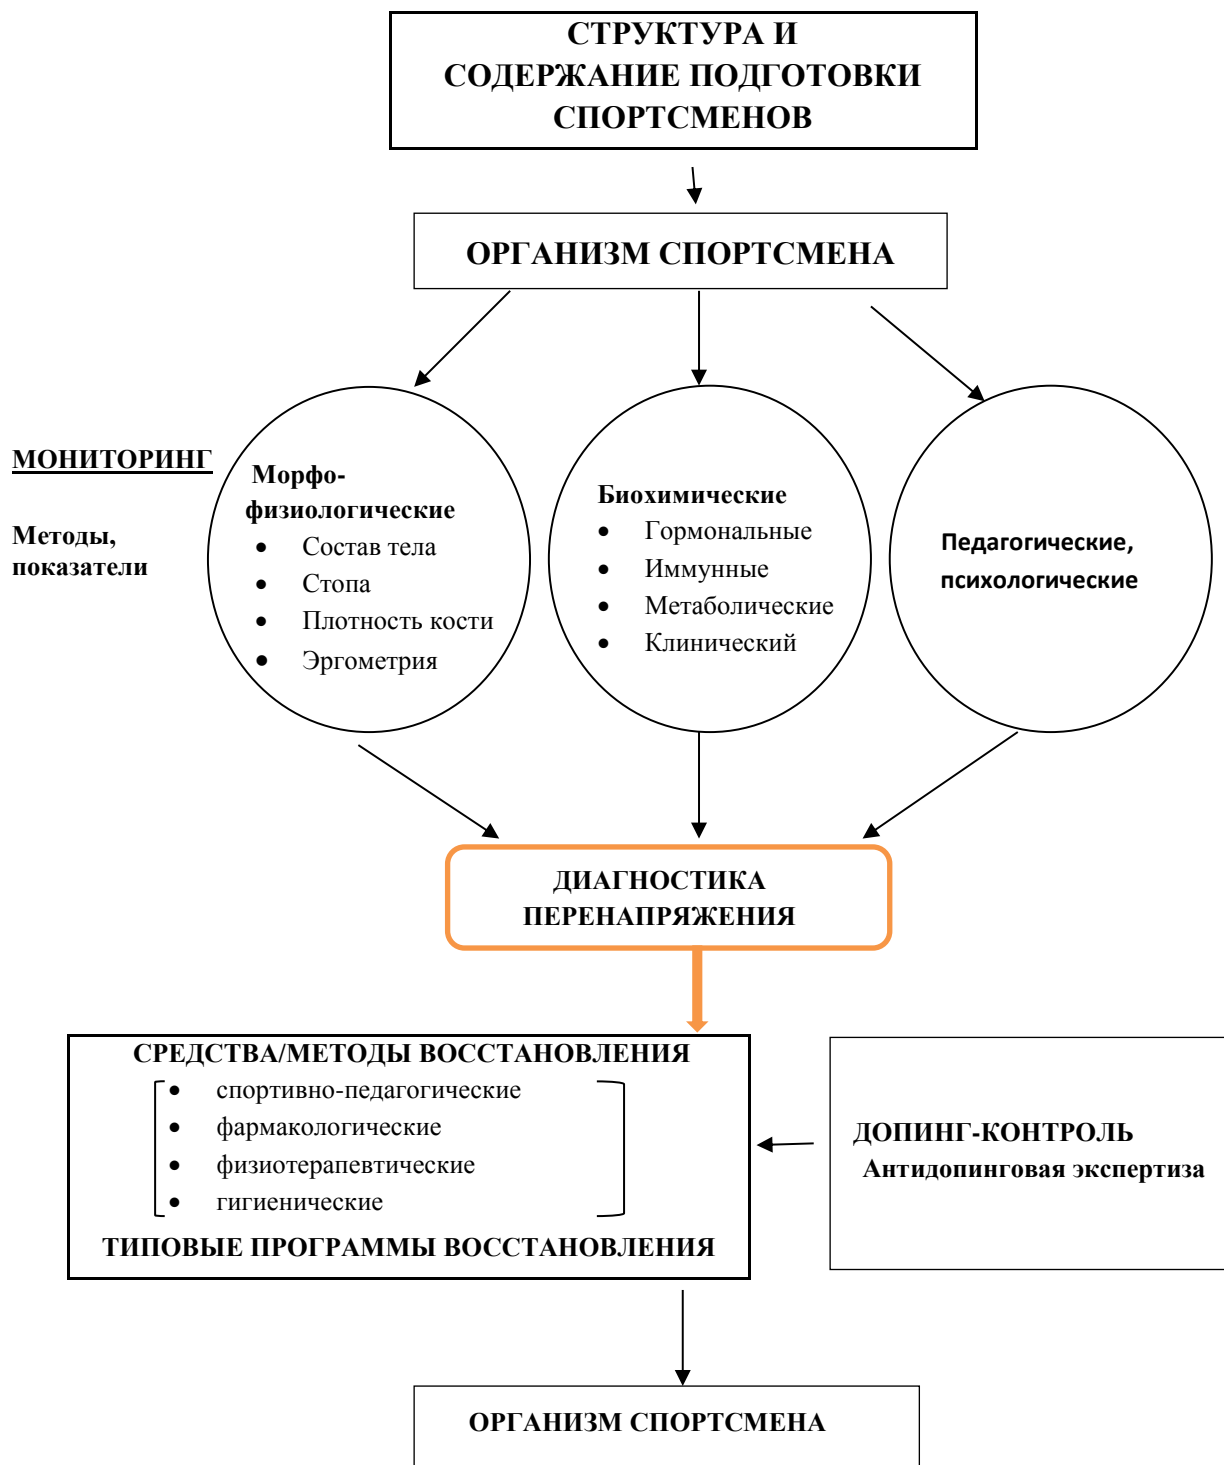 СТРУКТУРА И
СОДЕРЖАНИЕ ПОДГОТОВКИ
СПОРТСМЕНОВ
ОРГАНИЗМ СПОРТСМЕНА
МОНИТОРИНГ
Методы,
показатели
Морфо-
физиологические
• Состав тела
• Стопа
• Плотность кости
• Эргометрия
Биохимические
• Гормональные
• Иммунные
• Метаболические
• Клинический
Педагогические,
психологические
ДИАГНОСТИКА
ПЕРЕНАПРЯЖЕНИЯ
СРЕДСТВА/МЕТОДЫ ВОССТАНОВЛЕНИЯ
• спортивно-педагогические
• фармакологические
• физиотерапевтические
• гигиенические
ТИПОВЫЕ ПРОГРАММЫ ВОССТАНОВЛЕНИЯ
ДОПИНГ-КОНТРОЛЬ
Антидопинговая экспертиза
ОРГАНИЗМ СПОРТСМЕНА